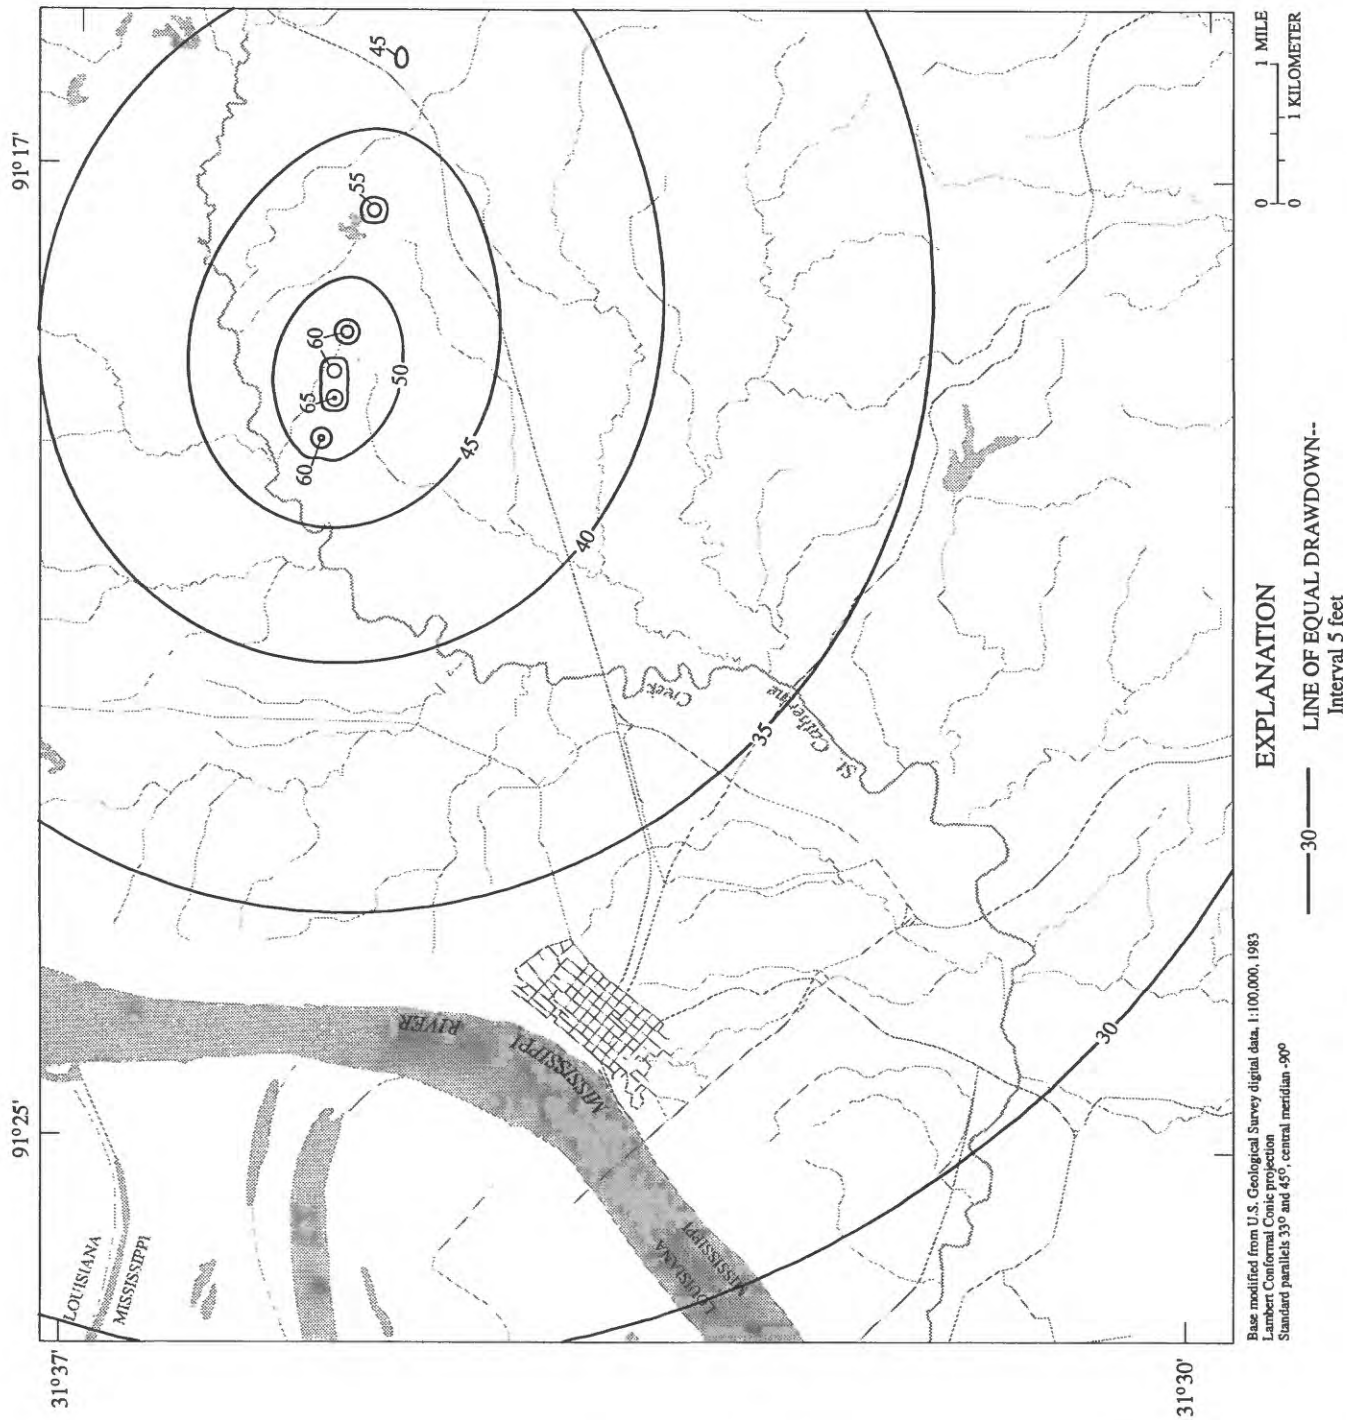 91°25'
91°17'
31°37'
31°30'
LOUISIANA
MISSISSIPPI
RIVER
MISSISSIPPI
LOUISIANA
MISSISSIPPI
St. Catherine
Creek
45
55
60
65
60
50
45
40
35
30
Base modified from U.S. Geological Survey digital data, 1:100,000, 1983
Lambert Conformal Conic projection
Standard parallels 33° and 45°, central meridian -90°
EXPLANATION
30 LINE OF EQUAL DRAWDOWN--
Interval 5 feet
0 1 MILE
0 1 KILOMETER